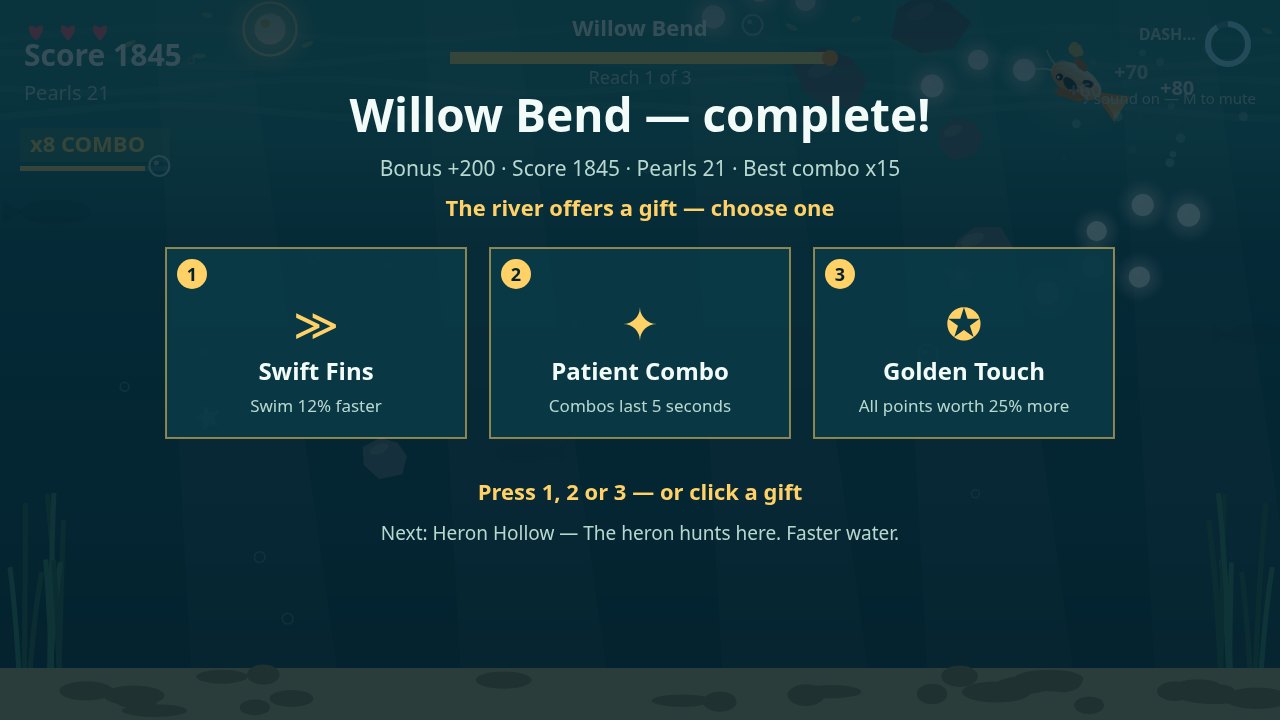 Score 1845
Pearls 21
x8 COMBO
Willow Bend
Reach 1 of 3
DASH...
+70
+80
sound on — M to mute
Willow Bend — complete!
Bonus +200 · Score 1845 · Pearls 21 · Best combo x15
The river offers a gift — choose one
1
≫
Swift Fins
Swim 12% faster
2
✦
Patient Combo
Combos last 5 seconds
3
✪
Golden Touch
All points worth 25% more
Press 1, 2 or 3 — or click a gift
Next: Heron Hollow — The heron hunts here. Faster water.